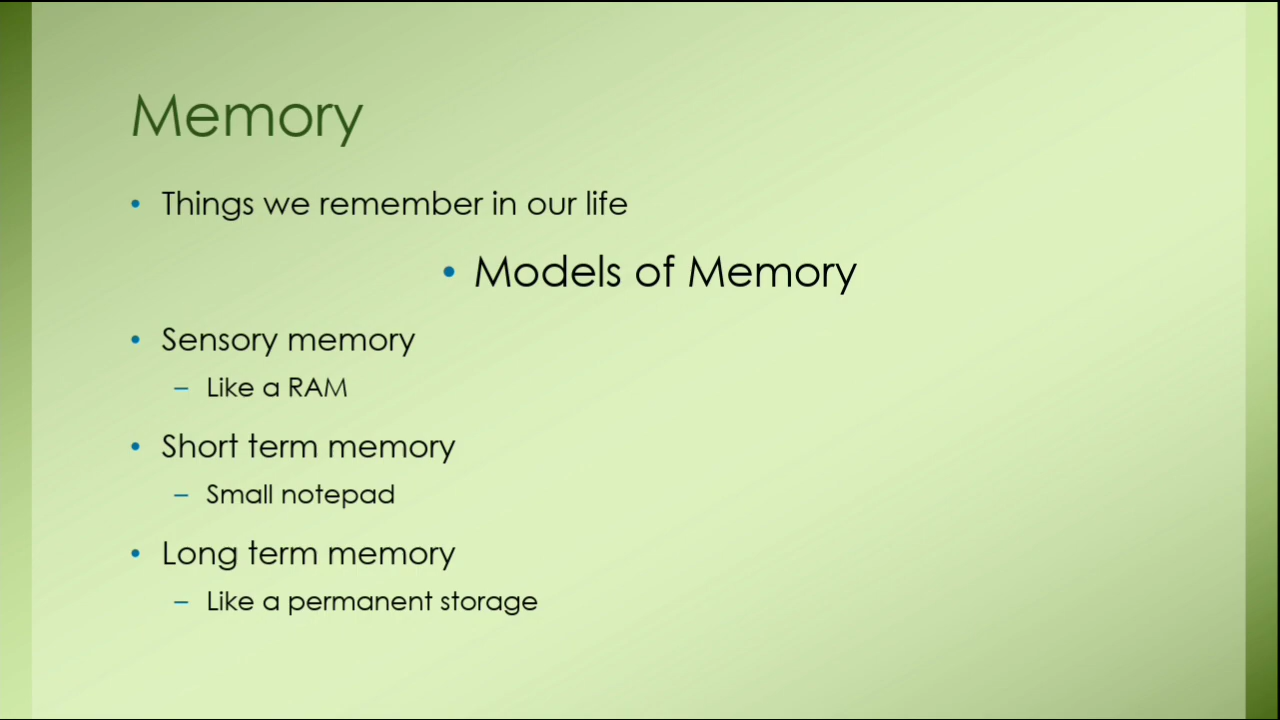 Memory
• Things we remember in our life
• Models of Memory
• Sensory memory
– Like a RAM
• Short term memory
– Small notepad
• Long term memory
– Like a permanent storage